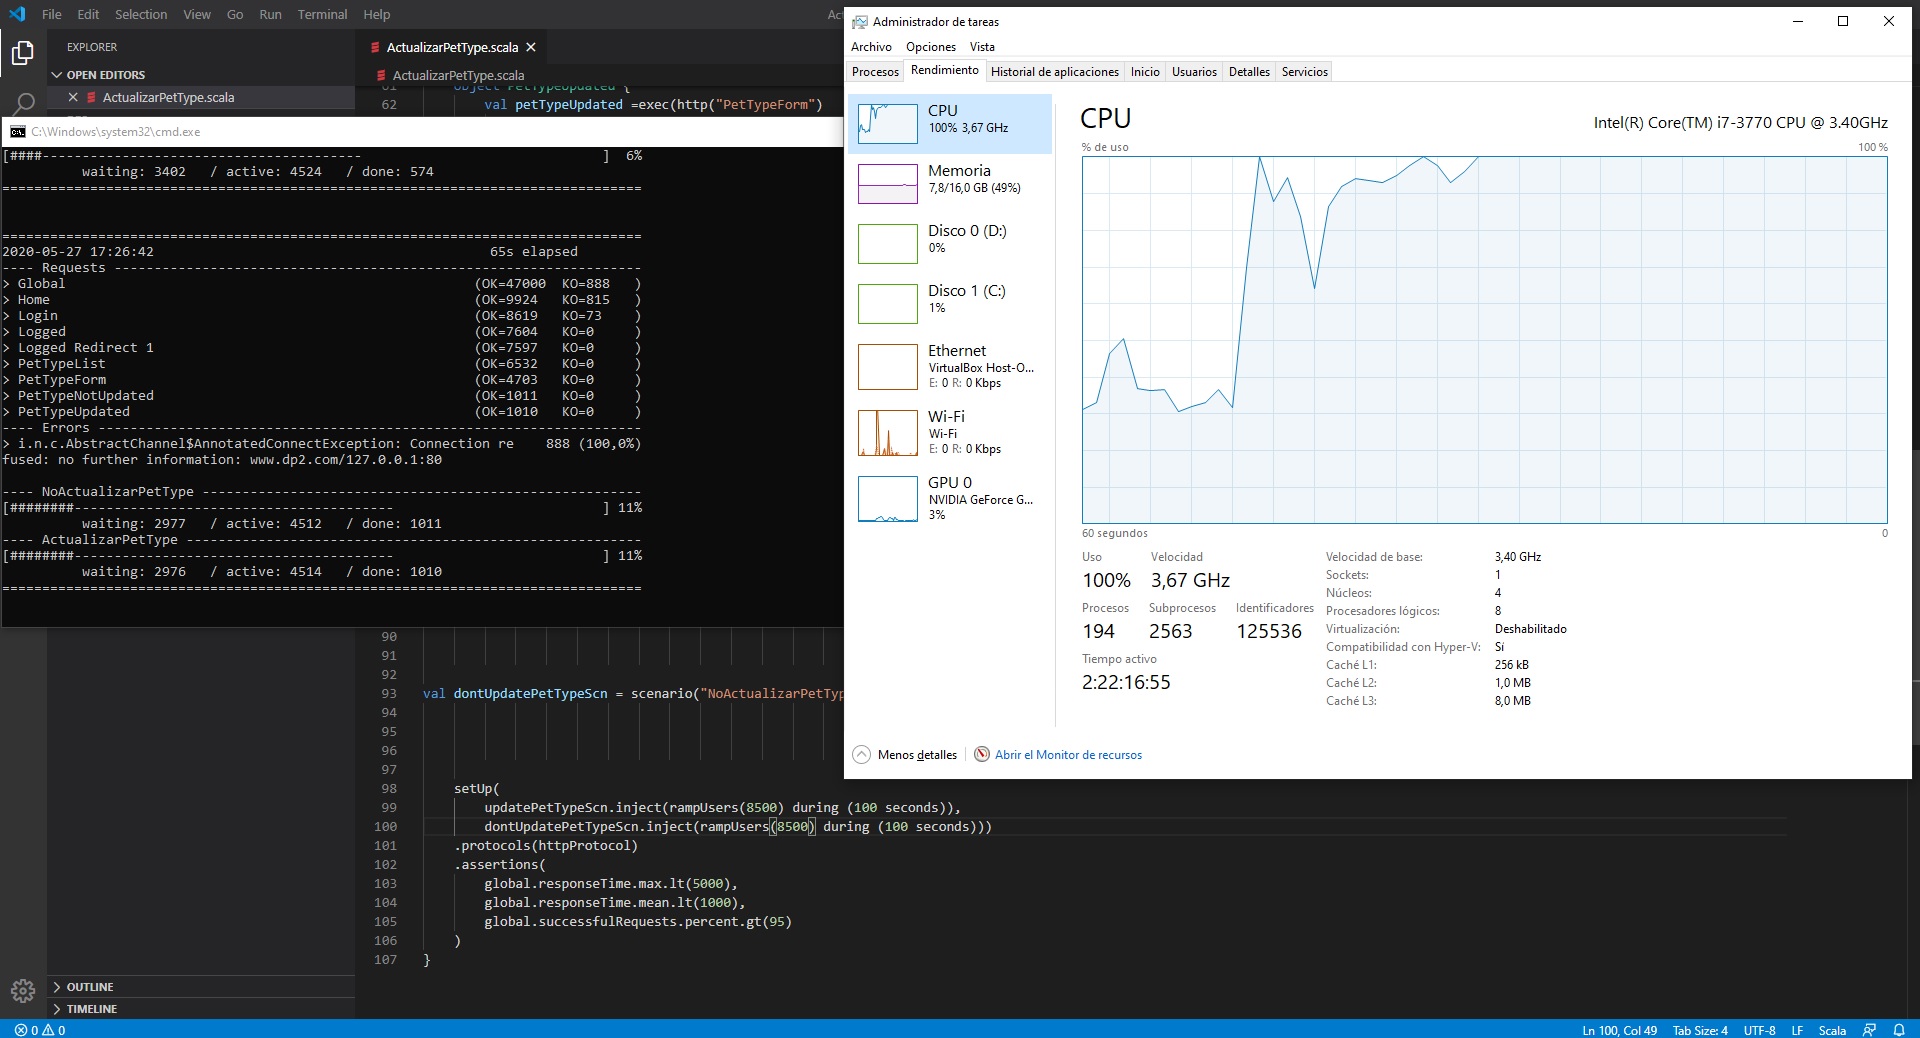 File Edit Selection View Go Run Terminal Help
EXPLORER
OPEN EDITORS
ActualizarPetType.scala
ActualizarPetType.scala
ActualizarPetType.scala
62 val petTypeUpdated =exec(http("PetTypeForm")
C:\Windows\system32\cmd.exe
[####---------------------------------------- ] 6%
waiting: 3402 / active: 4524 / done: 574
================================================================================
================================================================================
2020-05-27 17:26:42 65s elapsed
---- Requests ------------------------------------------------------------------
> Global (OK=47000 KO=888 )
> Home (OK=9924 KO=815 )
> Login (OK=8619 KO=73 )
> Logged (OK=7604 KO=0 )
> Logged Redirect 1 (OK=7597 KO=0 )
> PetTypeList (OK=6532 KO=0 )
> PetTypeForm (OK=4703 KO=0 )
> PetTypeNotUpdated (OK=1011 KO=0 )
> PetTypeUpdated (OK=1010 KO=0 )
---- Errors --------------------------------------------------------------------
> i.n.c.AbstractChannel$AnnotatedConnectException: Connection re 888 (100,0%)
fused: no further information: www.dp2.com/127.0.0.1:80
---- NoActualizarPetType -------------------------------------------------------
[########---------------------------------------- ] 11%
waiting: 2977 / active: 4512 / done: 1011
---- ActualizarPetType ---------------------------------------------------------
[########---------------------------------------- ] 11%
waiting: 2976 / active: 4514 / done: 1010
================================================================================
90
91
92
93 val dontUpdatePetTypeScn = scenario("NoActualizarPetTyp
94
95
96
97
98 setUp(
99 updatePetTypeScn.inject(rampUsers(8500) during (100 seconds)),
100 dontUpdatePetTypeScn.inject(rampUsers(8500) during (100 seconds)))
101 .protocols(httpProtocol)
102 .assertions(
103 global.responseTime.max.lt(5000),
104 global.responseTime.mean.lt(1000),
105 global.successfulRequests.percent.gt(95)
106 )
107 }
OUTLINE
TIMELINE
0 0
Ln 100, Col 49 Tab Size: 4 UTF-8 LF Scala
Administrador de tareas
Archivo Opciones Vista
Procesos Rendimiento Historial de aplicaciones Inicio Usuarios Detalles Servicios
CPU
100% 3,67 GHz
Memoria
7,8/16,0 GB (49%)
Disco 0 (D:)
0%
Disco 1 (C:)
1%
Ethernet
VirtualBox Host-O...
E: 0 R: 0 Kbps
Wi-Fi
Wi-Fi
E: 0 R: 0 Kbps
GPU 0
NVIDIA GeForce G...
3%
CPU
Intel(R) Core(TM) i7-3770 CPU @ 3.40GHz
% de uso 100 %
60 segundos 0
Uso Velocidad
100% 3,67 GHz
Procesos Subprocesos Identificadores
194 2563 125536
Tiempo activo
2:22:16:55
Velocidad de base: 3,40 GHz
Sockets: 1
Núcleos: 4
Procesadores lógicos: 8
Virtualización: Deshabilitado
Compatibilidad con Hyper-V: Sí
Caché L1: 256 kB
Caché L2: 1,0 MB
Caché L3: 8,0 MB
Menos detalles Abrir el Monitor de recursos